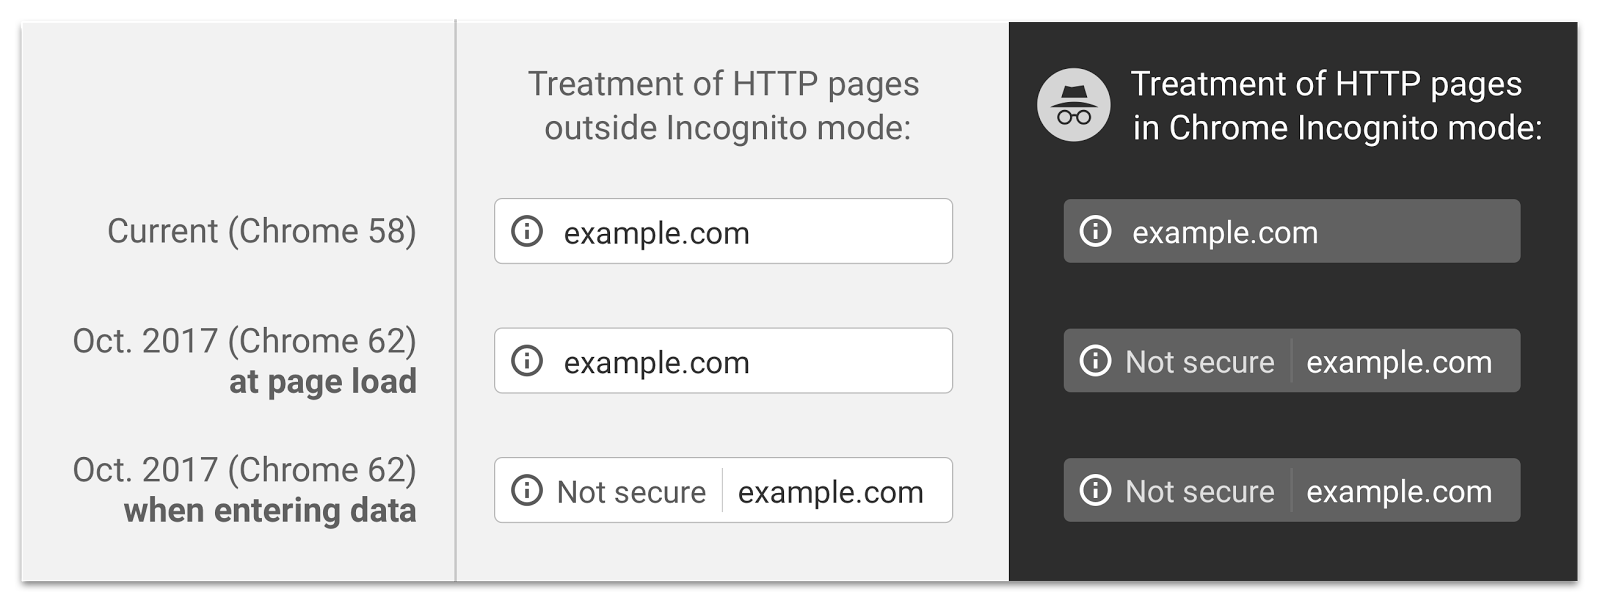 Treatment of HTTP pages
outside Incognito mode:
Treatment of HTTP pages
in Chrome Incognito mode:
Current (Chrome 58)
example.com
example.com
Oct. 2017 (Chrome 62)
at page load
example.com
Not secure example.com
Oct. 2017 (Chrome 62)
when entering data
Not secure example.com
Not secure example.com